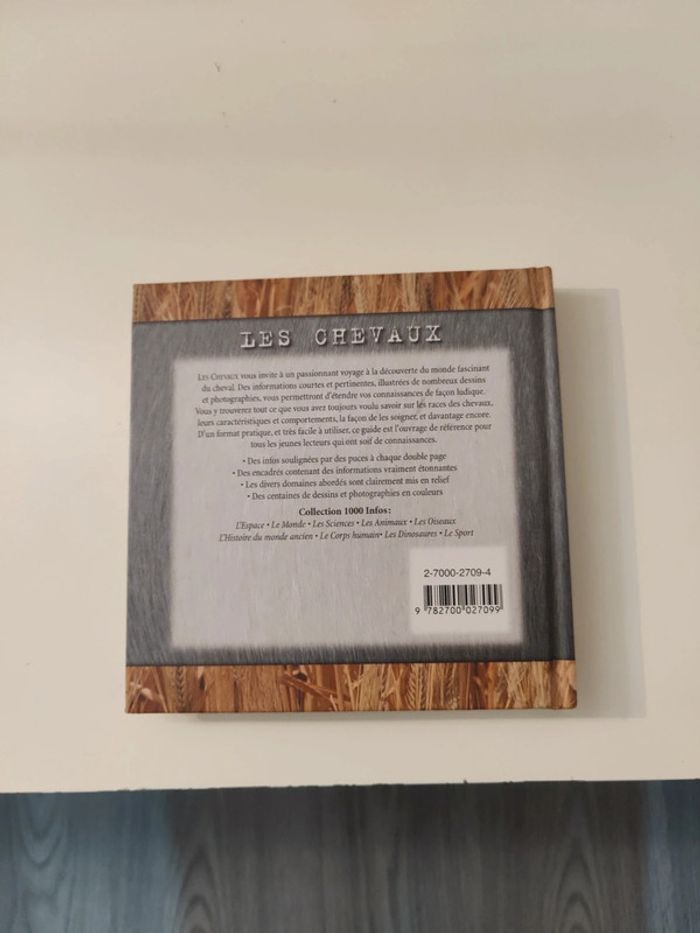 LES CHEVAUX
LES CHEVAUX vous invite à un passionnant voyage à la découverte du monde fascinant
du cheval. Des informations courtes et pertinentes, illustrées de nombreux dessins
et photographies, vous permettront d'étendre vos connaissances de façon ludique.
Vous y trouverez tout ce que vous avez toujours voulu savoir sur les races des chevaux,
leurs caractéristiques et comportements, la façon de les soigner, et davantage encore.
D'un format pratique, et très facile à utiliser, ce guide est l'ouvrage de référence pour
tous les jeunes lecteurs qui ont soif de connaissances.
• Des infos soulignées par des puces à chaque double page
• Des encadrés contenant des informations vraiment étonnantes
• Les divers domaines abordés sont clairement mis en relief
• Des centaines de dessins et photographies en couleurs
Collection 1000 Infos :
L'Espace • Le Monde • Les Sciences • Les Animaux • Les Oiseaux
L'Histoire du monde ancien • Le Corps humain• Les Dinosaures • Le Sport
2-7000-2709-4
9 782700 027099